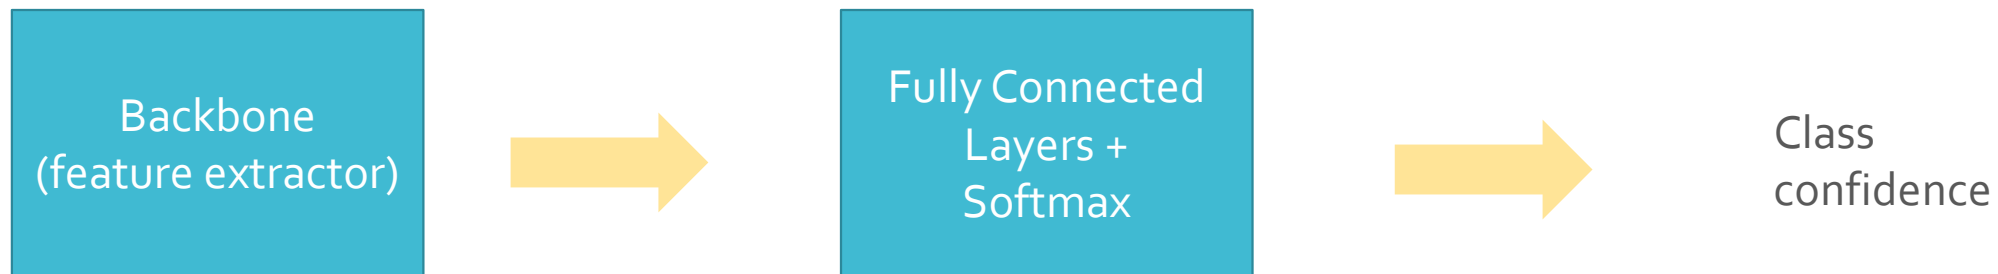 Backbone
(feature extractor)
Fully Connected
Layers +
Softmax
Class
confidence